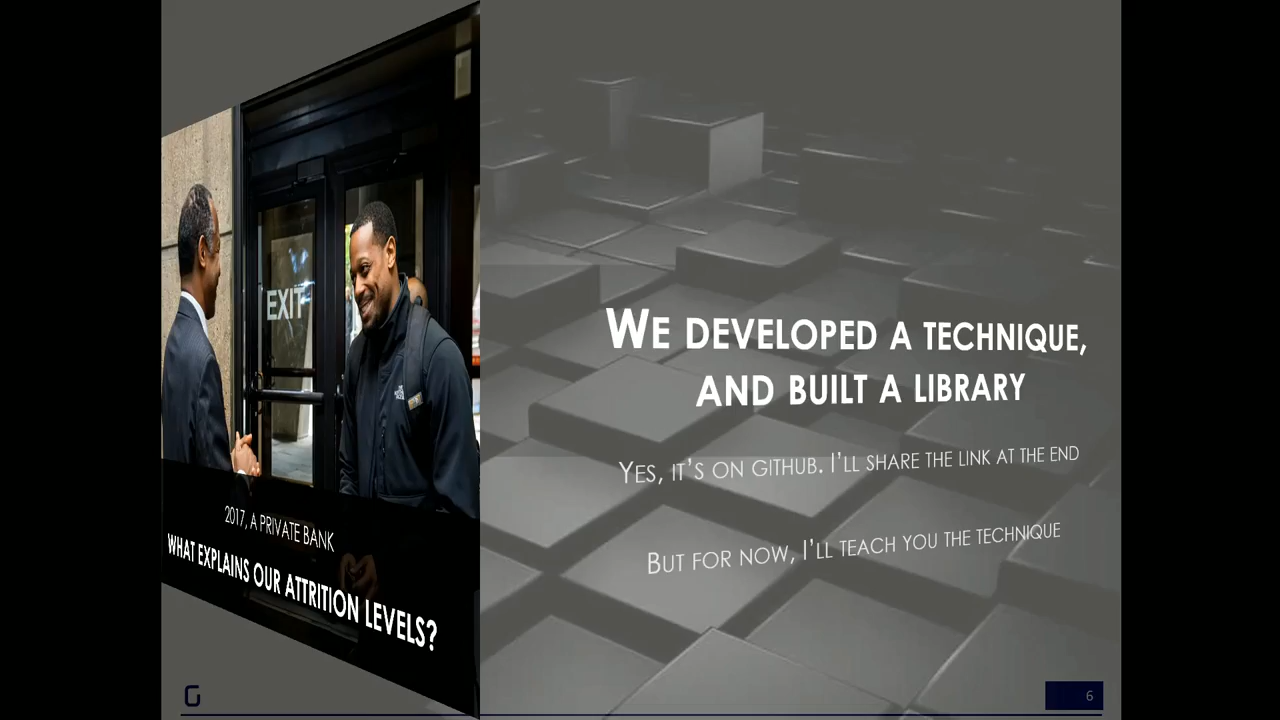 EXIT
2017, A PRIVATE BANK
WHAT EXPLAINS OUR ATTRITION LEVELS?
WE DEVELOPED A TECHNIQUE,
AND BUILT A LIBRARY
YES, IT'S ON GITHUB. I'LL SHARE THE LINK AT THE END
BUT FOR NOW, I'LL TEACH YOU THE TECHNIQUE
6